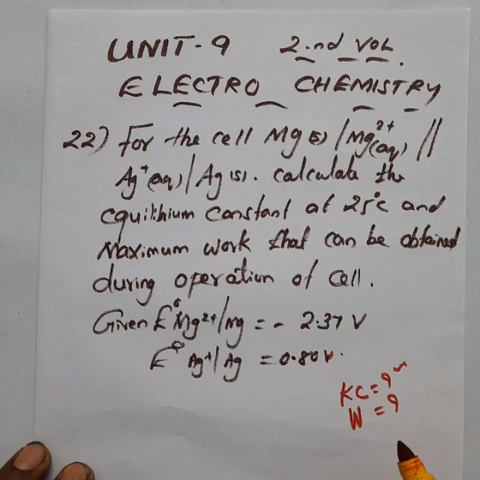 UNIT-9 2nd VOL.
ELECTRO CHEMISTRY
22) For the cell Mg(s)/Mg²⁺(aq)//
Ag⁺(aq)/Ag(s). calculate the
equilibium constant at 25°c and
Maximum work that can be obtained
during operation of cell.
Given E° Mg²⁺/Mg = - 2.37 V
E° Ag⁺/Ag = 0.80V.
KC = ?
W = ?